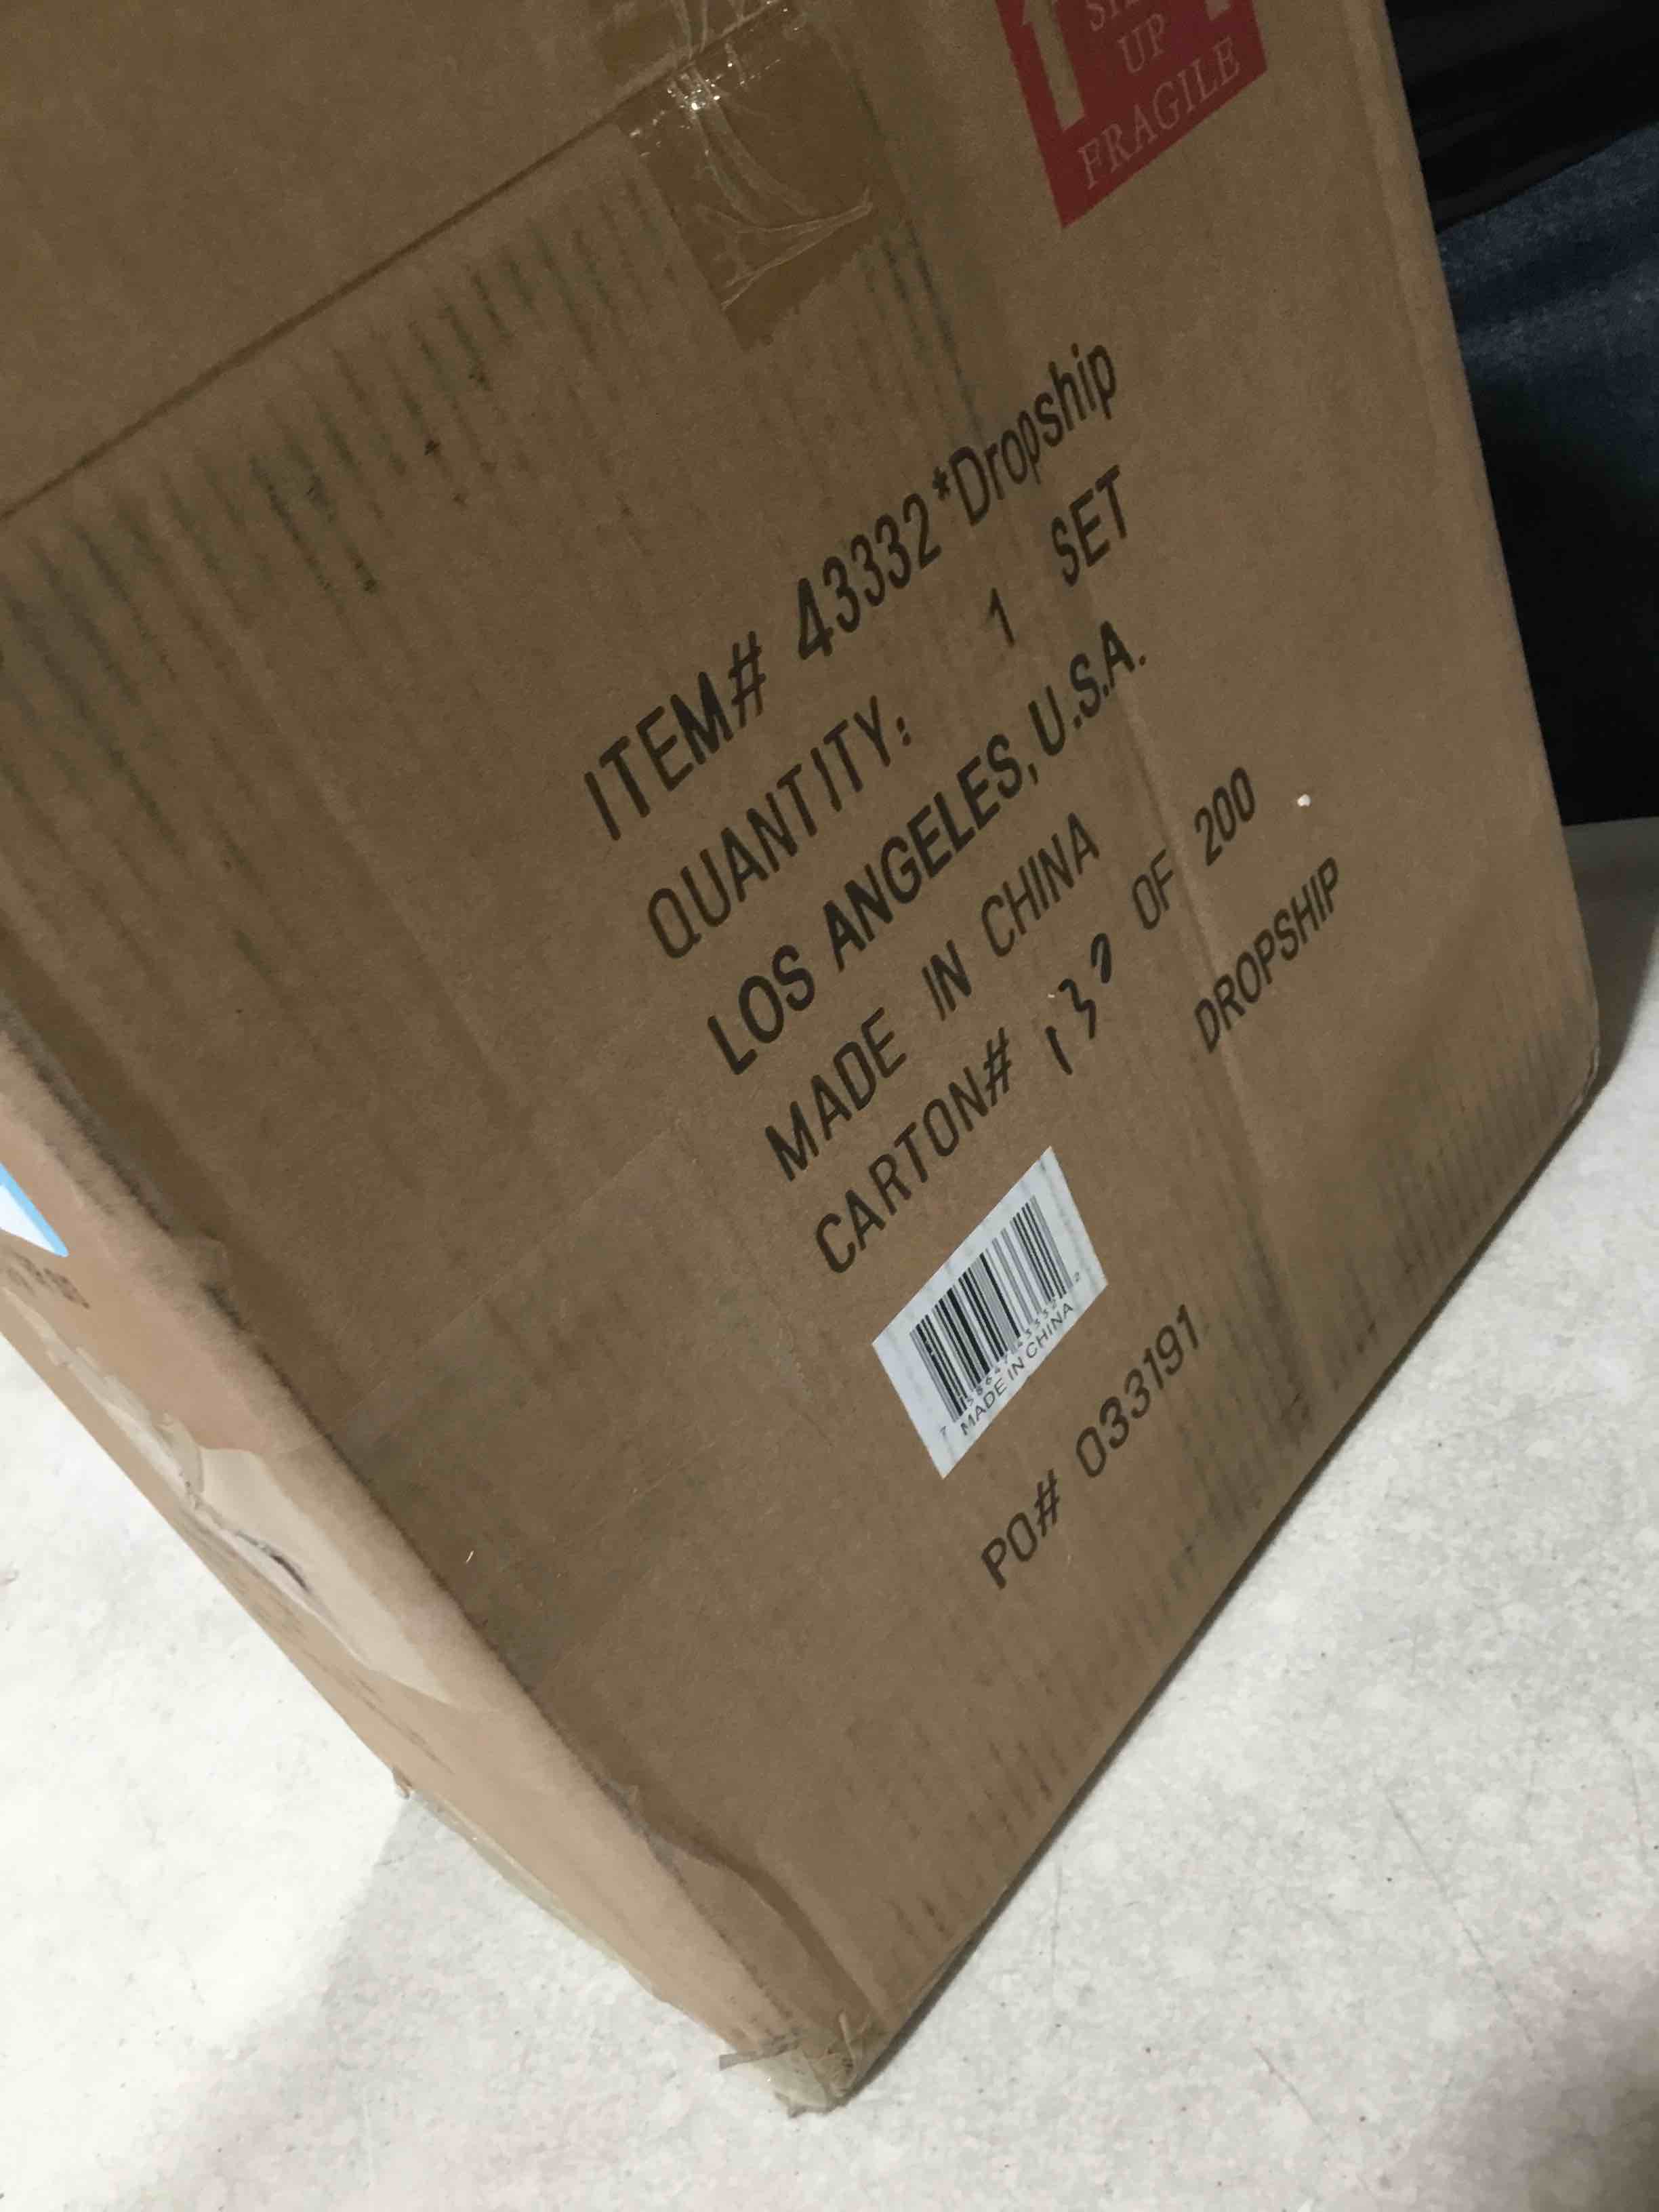 UP
FRAGILE
ITEM# 43332*Dropship
QUANTITY: 1 SET
LOS ANGELES, U.S.A.
MADE IN CHINA
CARTON# 130 OF 200
DROPSHIP
MADE IN CHINA
PO# 033191